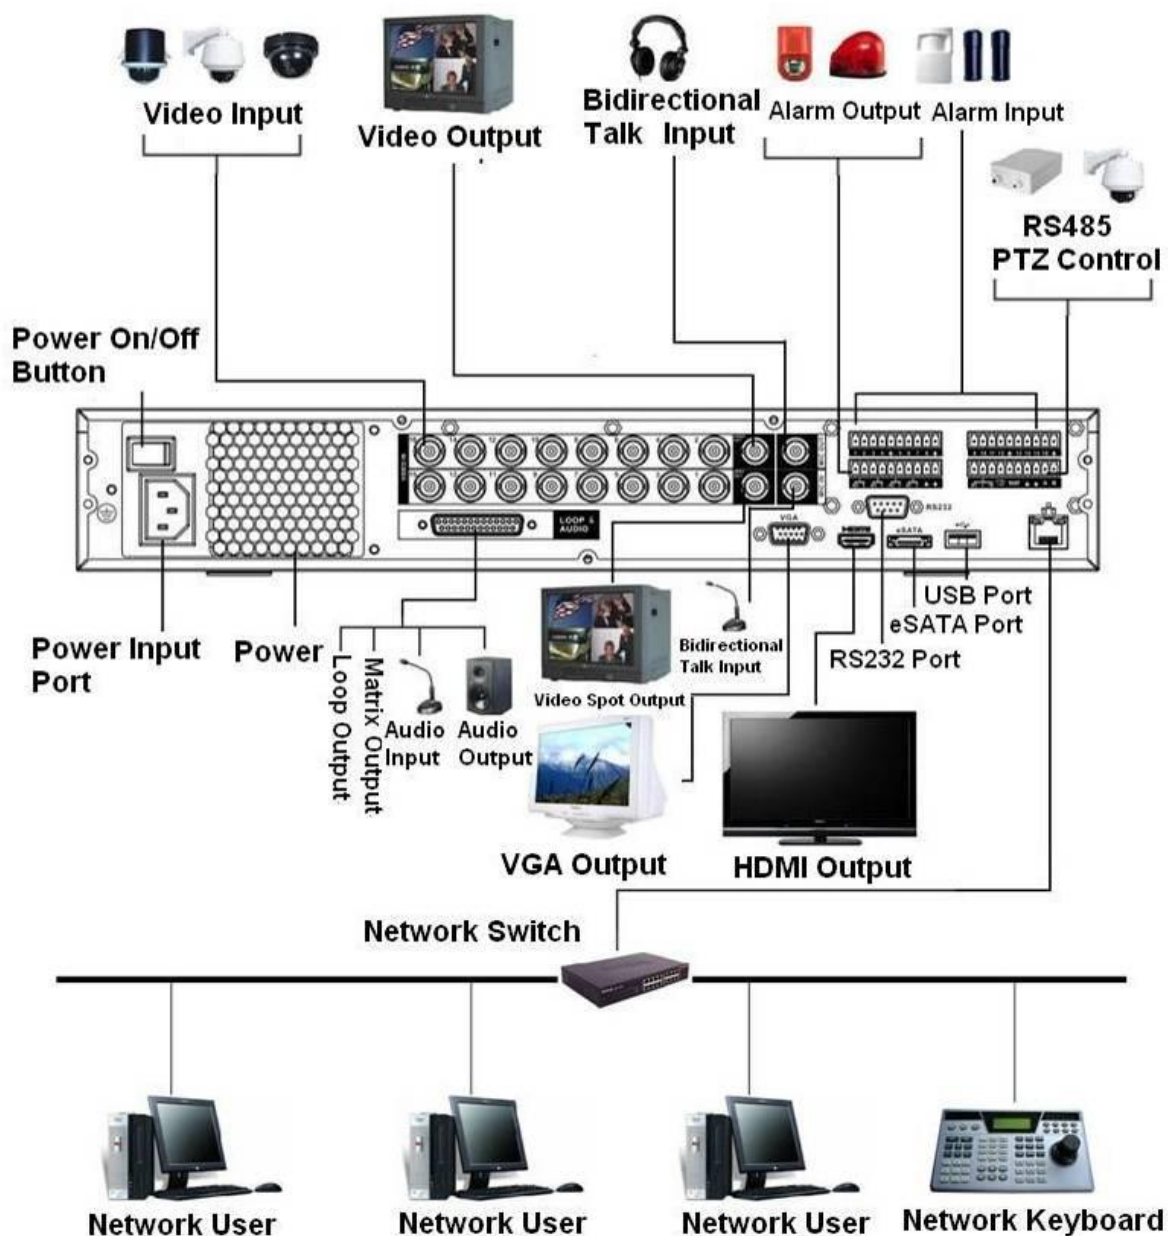 Video Input
Video Output
Bidirectional
Talk Input
Alarm Output
Alarm Input
RS485
PTZ Control
Power On/Off
Button
LOOP &
AUDIO
VGA
HDMI
RS232
eSATA
Power Input
Port
Power
Loop Output
Matrix Output
Audio
Input
Audio
Output
Video Spot Output
Bidirectional
Talk Input
USB Port
eSATA Port
RS232 Port
VGA Output
HDMI Output
Network Switch
Network User
Network User
Network User
Network Keyboard